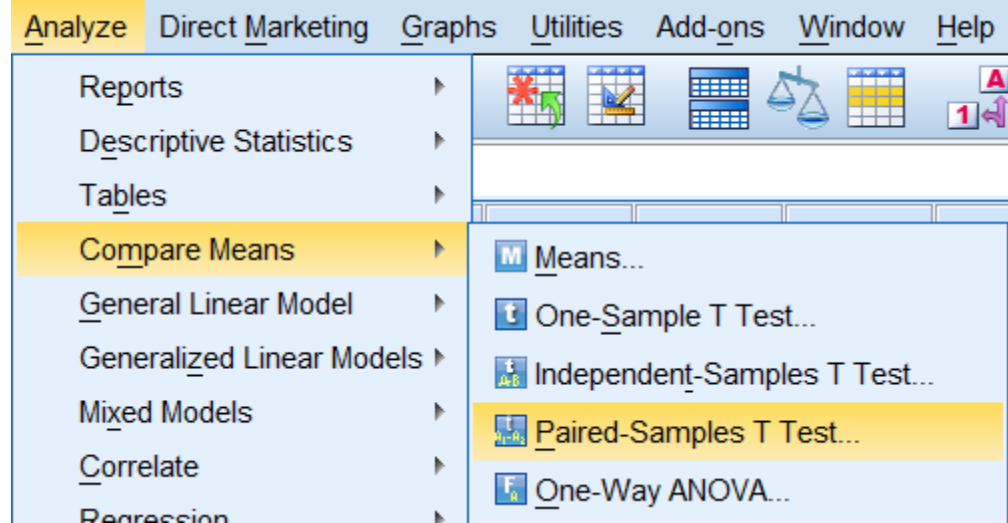 Analyze Direct Marketing Graphs Utilities Add-ons Window Help
Reports
Descriptive Statistics
Tables
Compare Means
General Linear Model
Generalized Linear Models
Mixed Models
Correlate
Regression
A
1
M Means...
t One-Sample T Test...
Independent-Samples T Test...
Paired-Samples T Test...
One-Way ANOVA...